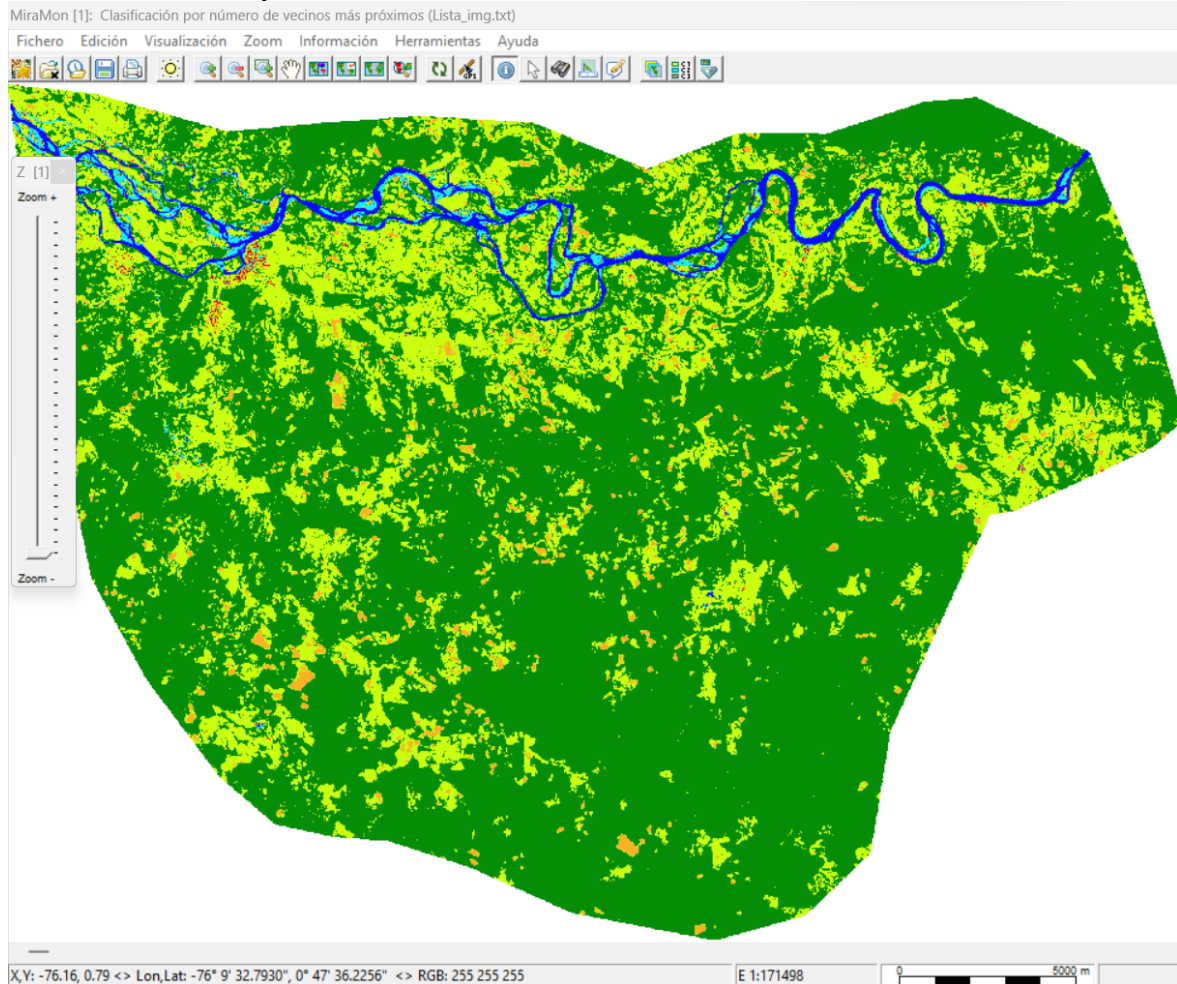 MiraMon [1]: Clasificación por número de vecinos más próximos (Lista_img.txt)
Fichero Edición Visualización Zoom Información Herramientas Ayuda
GPS
Z [1] ×
Zoom +
Zoom -
X,Y: -76.16, 0.79 <> Lon,Lat: -76° 9' 32.7930", 0° 47' 36.2256" <> RGB: 255 255 255
E 1:171498
0 5000 m